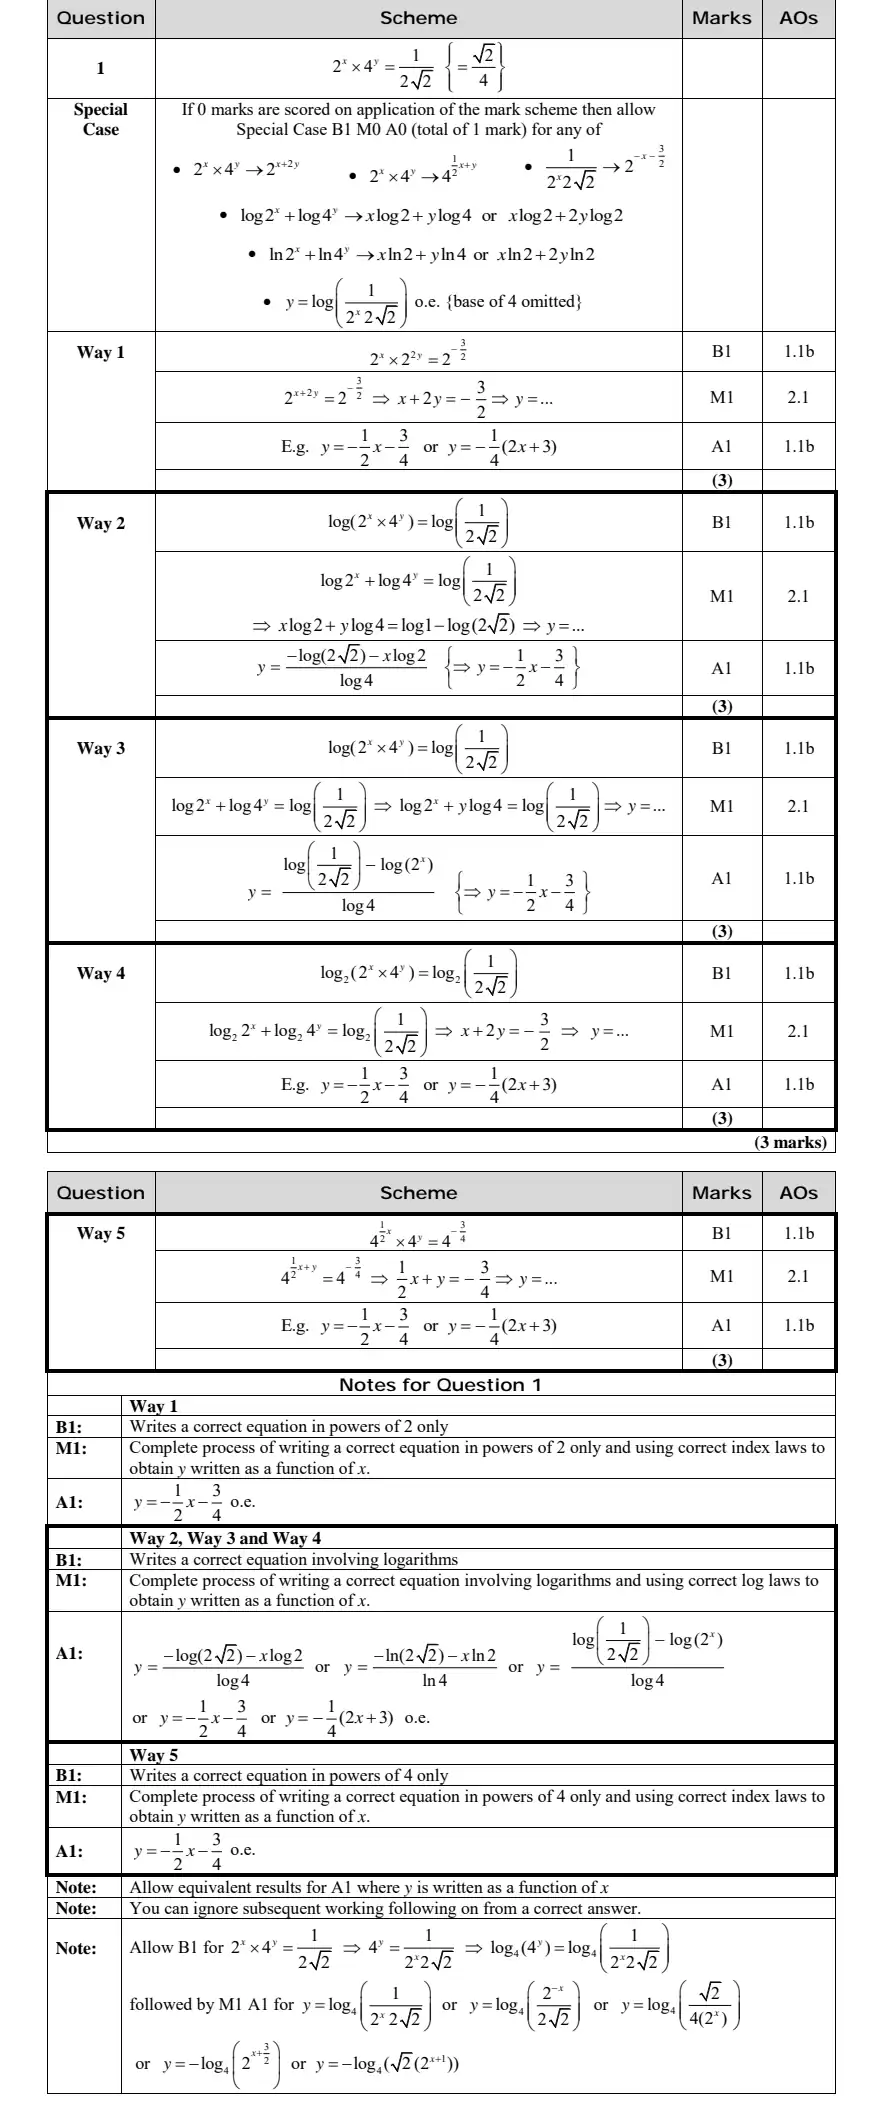 Question Scheme Marks AOs
1 2^x × 4^y = 1/(2√2) { = √2/4 }
Special Case If 0 marks are scored on application of the mark scheme then allow
Special Case B1 M0 A0 (total of 1 mark) for any of
• 2^x × 4^y → 2^(x+2y) • 2^x × 4^y → 4^(½x+y) • 1/(2^x 2√2) → 2^(−x−3/2)
• log 2^x + log 4^y → x log 2 + y log 4 or x log 2 + 2y log 2
• ln 2^x + ln 4^y → x ln 2 + y ln 4 or x ln 2 + 2y ln 2
• y = log(1/(2^x 2√2)) o.e. {base of 4 omitted}
Way 1 2^x × 2^(2y) = 2^(−3/2) B1 1.1b
2^(x+2y) = 2^(−3/2) ⇒ x + 2y = −3/2 ⇒ y = ... M1 2.1
E.g. y = −1/2 x − 3/4 or y = −1/4 (2x + 3) A1 1.1b
(3)
Way 2 log(2^x × 4^y) = log(1/(2√2)) B1 1.1b
log 2^x + log 4^y = log(1/(2√2))
⇒ x log 2 + y log 4 = log 1 − log(2√2) ⇒ y = ... M1 2.1
y = (−log(2√2) − x log 2)/log 4 {⇒ y = −1/2 x − 3/4} A1 1.1b
(3)
Way 3 log(2^x × 4^y) = log(1/(2√2)) B1 1.1b
log 2^x + log 4^y = log(1/(2√2)) ⇒ log 2^x + y log 4 = log(1/(2√2)) ⇒ y = ... M1 2.1
y = (log(1/(2√2)) − log(2^x))/log 4 {⇒ y = −1/2 x − 3/4} A1 1.1b
(3)
Way 4 log₂(2^x × 4^y) = log₂(1/(2√2)) B1 1.1b
log₂ 2^x + log₂ 4^y = log₂(1/(2√2)) ⇒ x + 2y = −3/2 ⇒ y = ... M1 2.1
E.g. y = −1/2 x − 3/4 or y = −1/4 (2x + 3) A1 1.1b
(3)
(3 marks)
Question Scheme Marks AOs
Way 5 4^(½x) × 4^y = 4^(−3/4) B1 1.1b
4^(½x+y) = 4^(−3/4) ⇒ 1/2 x + y = −3/4 ⇒ y = ... M1 2.1
E.g. y = −1/2 x − 3/4 or y = −1/4 (2x + 3) A1 1.1b
(3)
Notes for Question 1
Way 1
B1: Writes a correct equation in powers of 2 only
M1: Complete process of writing a correct equation in powers of 2 only and using correct index laws to
obtain y written as a function of x.
A1: y = −1/2 x − 3/4 o.e.
Way 2, Way 3 and Way 4
B1: Writes a correct equation involving logarithms
M1: Complete process of writing a correct equation involving logarithms and using correct log laws to
obtain y written as a function of x.
A1: y = (−log(2√2) − x log 2)/log 4 or y = (−ln(2√2) − x ln 2)/ln 4 or y = (log(1/(2√2)) − log(2^x))/log 4
or y = −1/2 x − 3/4 or y = −1/4 (2x + 3) o.e.
Way 5
B1: Writes a correct equation in powers of 4 only
M1: Complete process of writing a correct equation in powers of 4 only and using correct index laws to
obtain y written as a function of x.
A1: y = −1/2 x − 3/4 o.e.
Note: Allow equivalent results for A1 where y is written as a function of x
Note: You can ignore subsequent working following on from a correct answer.
Note: Allow B1 for 2^x × 4^y = 1/(2√2) ⇒ 4^y = 1/(2^x 2√2) ⇒ log₄(4^y) = log₄(1/(2^x 2√2))
followed by M1 A1 for y = log₄(1/(2^x 2√2)) or y = log₄(2^(−x)/(2√2)) or y = log₄(√2/(4(2^x)))
or y = −log₄(2^(x+3/2)) or y = −log₄(√2(2^(x+1)))